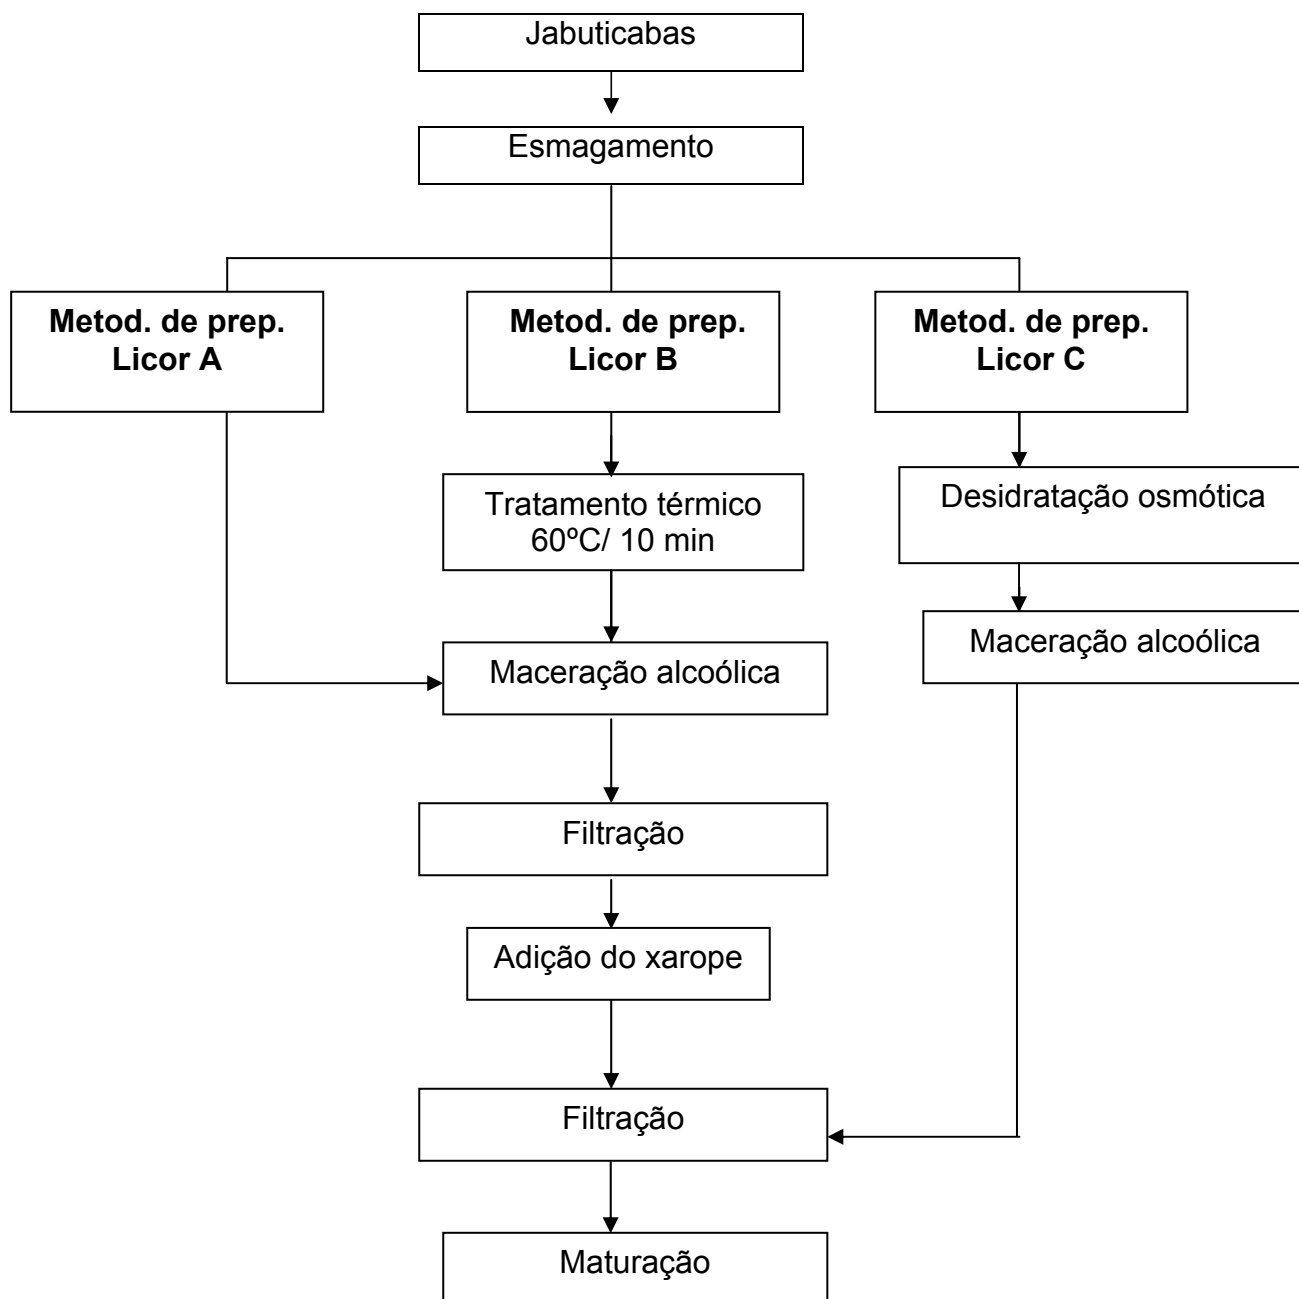 Jabuticabas
Esmagamento
Metod. de prep.
Licor A
Metod. de prep.
Licor B
Metod. de prep.
Licor C
Tratamento térmico
60ºC/ 10 min
Desidratação osmótica
Maceração alcoólica
Maceração alcoólica
Filtração
Adição do xarope
Filtração
Maturação